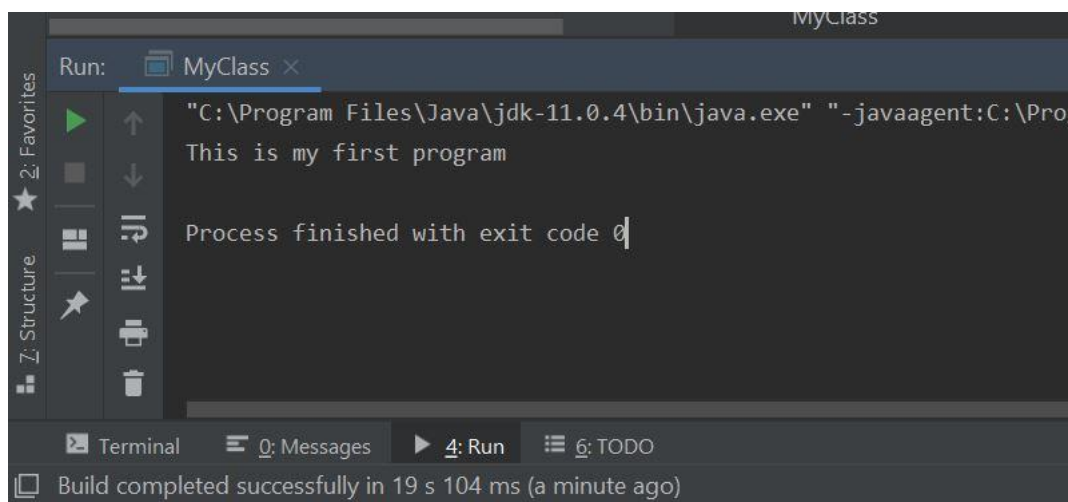 MyClass
Run: MyClass
"C:\Program Files\Java\jdk-11.0.4\bin\java.exe" "-javaagent:C:\Pro
This is my first program
Process finished with exit code 0
2: Favorites
7: Structure
Terminal 0: Messages 4: Run 6: TODO
Build completed successfully in 19 s 104 ms (a minute ago)